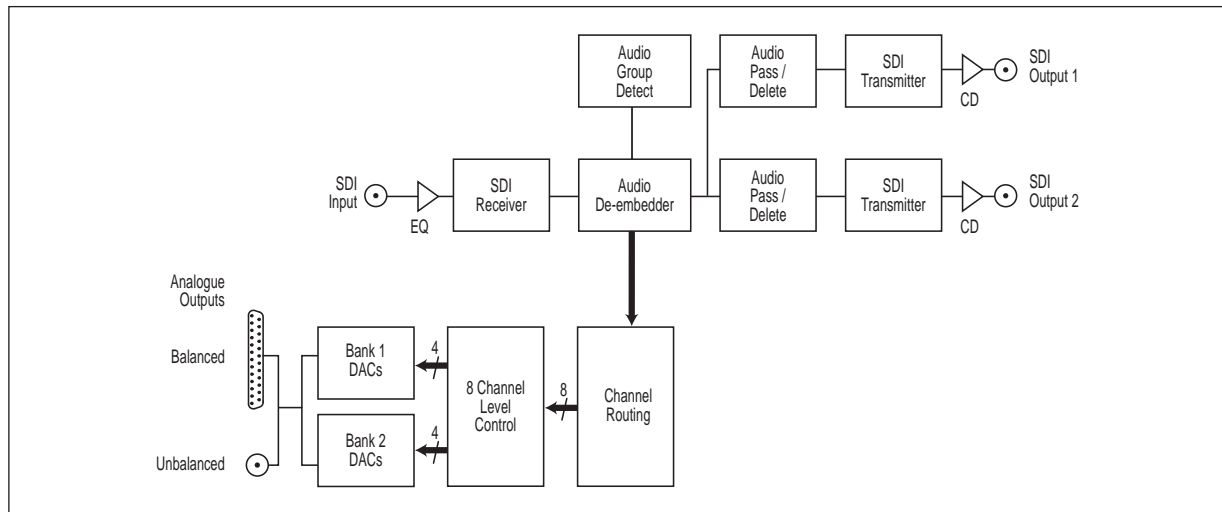 Audio
Group
Detect
Audio
Pass /
Delete
SDI
Transmitter
CD
SDI
Output 1
SDI
Input
EQ
SDI
Receiver
Audio
De-embedder
Audio
Pass /
Delete
SDI
Transmitter
CD
SDI
Output 2
Analogue
Outputs
Balanced
Unbalanced
Bank 1
DACs
Bank 2
DACs
4
4
8 Channel
Level
Control
8
Channel
Routing